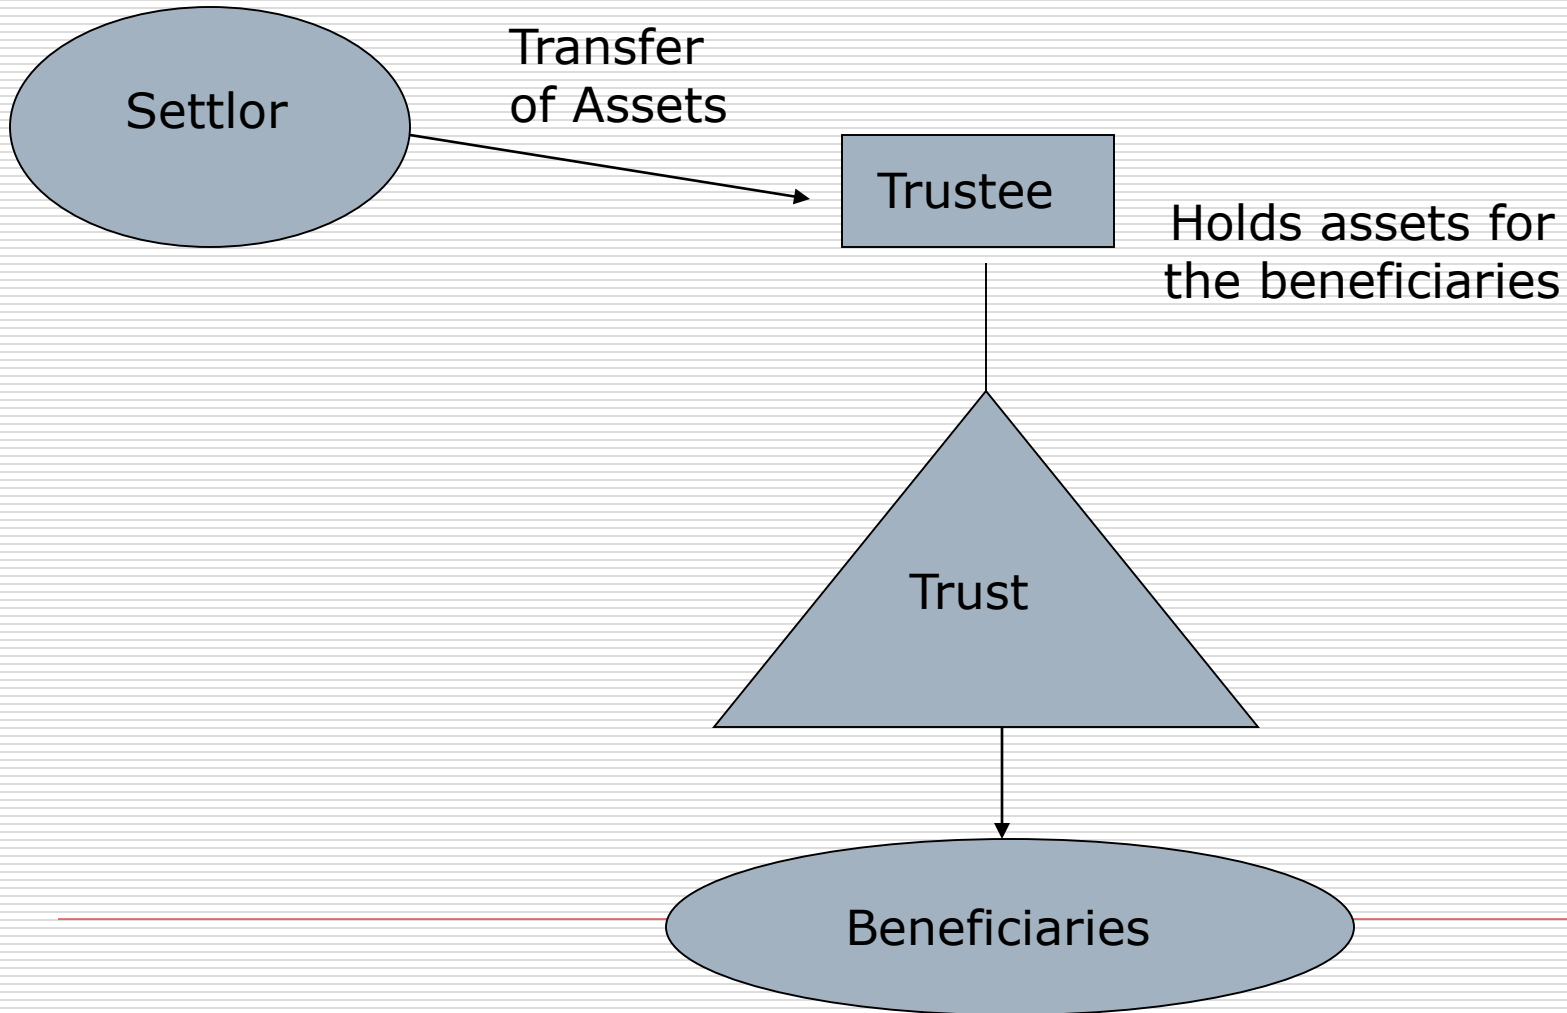 Settlor
Transfer
of Assets
Trustee
Holds assets for
the beneficiaries
Trust
Beneficiaries